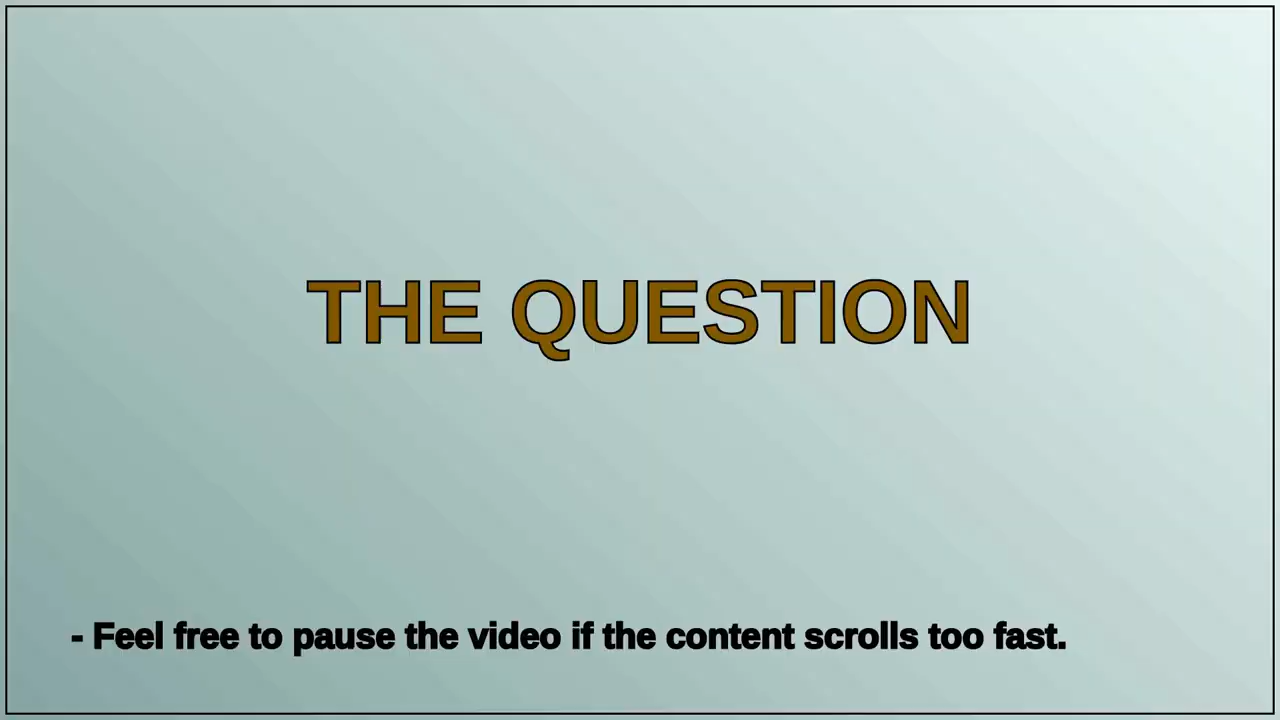 THE QUESTION
- Feel free to pause the video if the content scrolls too fast.